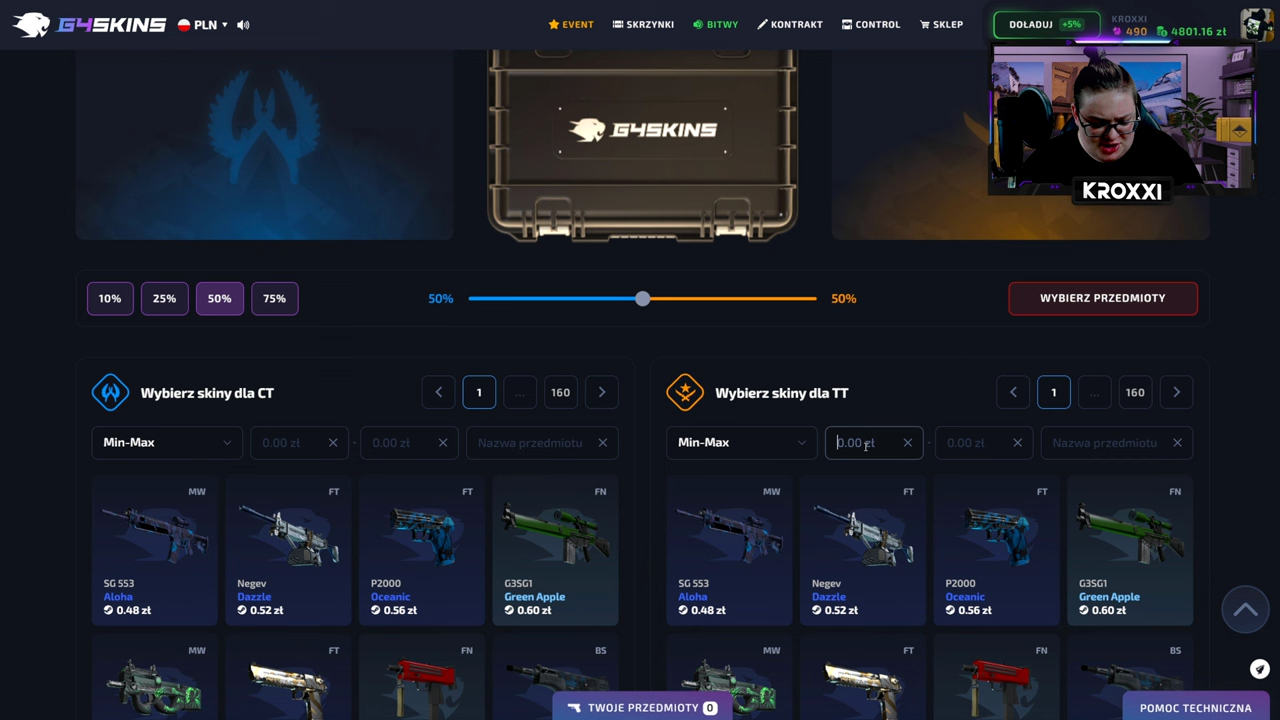 G4SKINS
PLN
EVENT
SKRZYNKI
BITWY
KONTRAKT
CONTROL
SKLEP
DOŁADUJ +5%
KROXXI
490
4801.16 zł
G4SKINS
KROXXI
10%
25%
50%
75%
50%
50%
WYBIERZ PRZEDMIOTY
Wybierz skiny dla CT
1
...
160
Wybierz skiny dla TT
1
...
160
Min-Max
0.00 zł
-
0.00 zł
Nazwa przedmiotu
Min-Max
0.00 zł
-
0.00 zł
Nazwa przedmiotu
MW
SG 553
Aloha
0.48 zł
FT
Negev
Dazzle
0.52 zł
FT
P2000
Oceanic
0.56 zł
FN
G3SG1
Green Apple
0.60 zł
MW
SG 553
Aloha
0.48 zł
FT
Negev
Dazzle
0.52 zł
FT
P2000
Oceanic
0.56 zł
FN
G3SG1
Green Apple
0.60 zł
MW
FT
FN
BS
MW
FT
FN
BS
TWOJE PRZEDMIOTY 0
POMOC TECHNICZNA